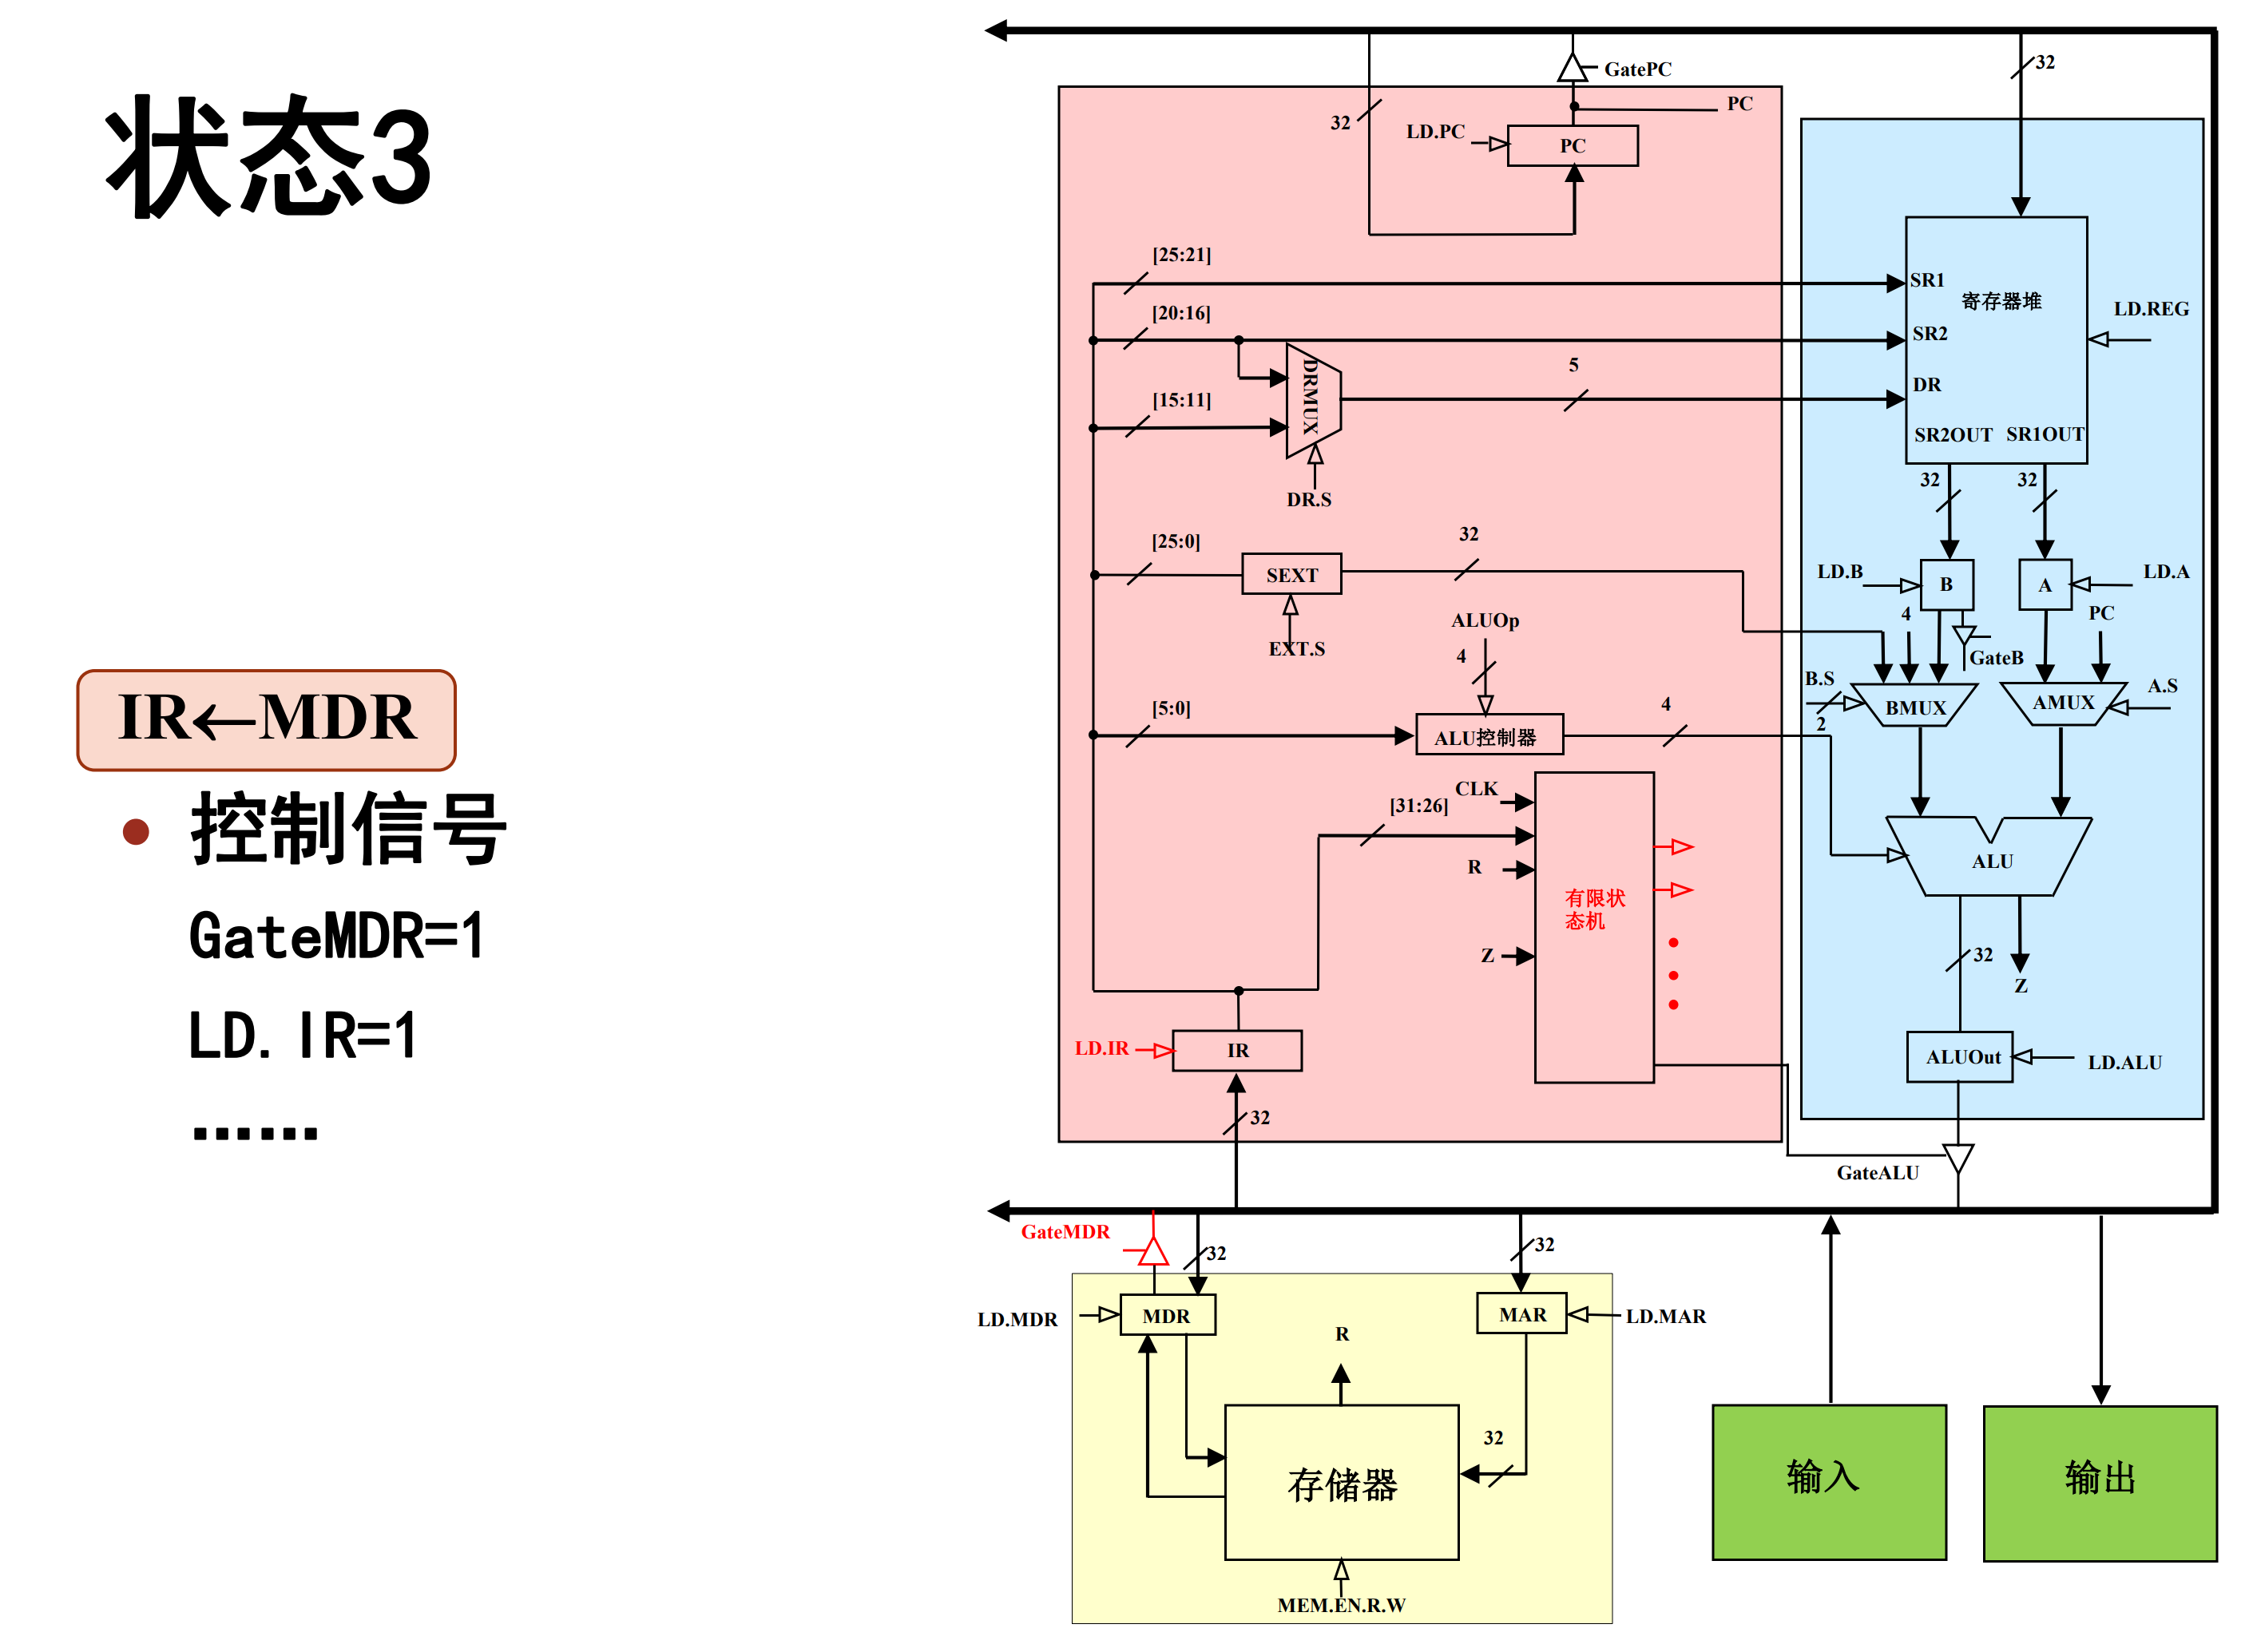 状态3
IR←MDR
• 控制信号
GateMDR=1
LD.IR=1
……
GatePC
32
PC
32
LD.PC
PC
[25:21]
SR1
寄存器堆
[20:16]
LD.REG
SR2
DRMUX
5
DR
[15:11]
SR2OUT SR1OUT
DR.S
32
32
[25:0]
32
SEXT
LD.B
B
A
LD.A
EXT.S
ALUOp
4
4
PC
GateB
B.S
A.S
2
BMUX
AMUX
[5:0]
ALU控制器
4
CLK
[31:26]
R
有限状
态机
ALU
Z
32
Z
LD.IR
IR
ALUOut
LD.ALU
32
GateALU
GateMDR
32
32
LD.MDR
MDR
MAR
LD.MAR
R
32
存储器
输入
输出
MEM.EN.R.W